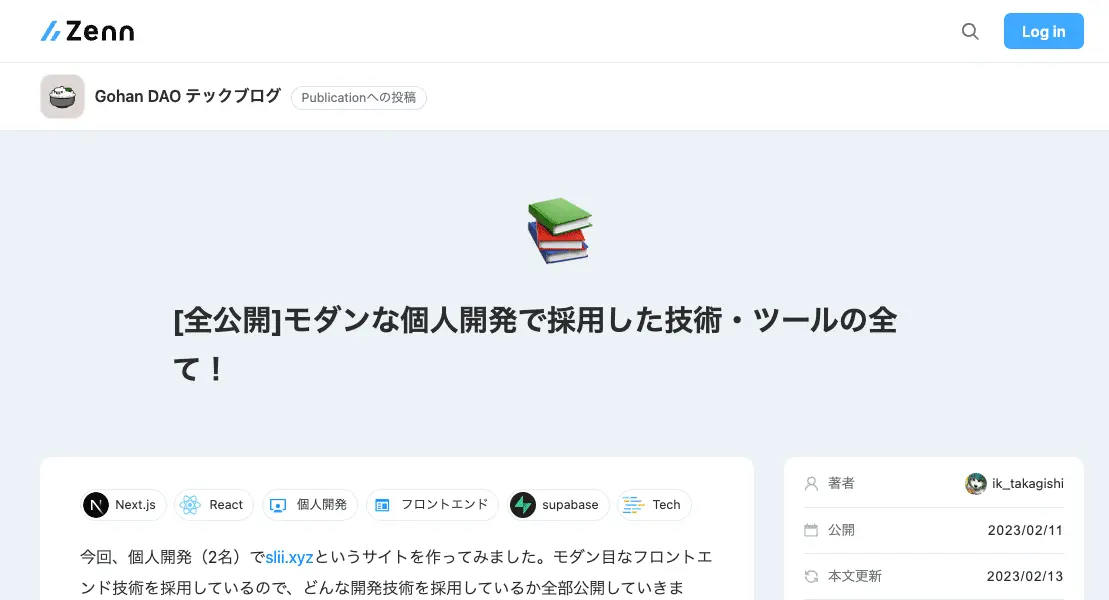 Zenn
Log in
Gohan DAO テックブログ
Publicationへの投稿
[全公開]モダンな個人開発で採用した技術・ツールの全
て！
Next.js
React
個人開発
フロントエンド
supabase
Tech
今回、個人開発（2名）でslii.xyzというサイトを作ってみました。モダン目なフロントエ
ンド技術を採用しているので、どんな開発技術を採用しているか全部公開していきま
著者
ik_takagishi
公開
2023/02/11
本文更新
2023/02/13